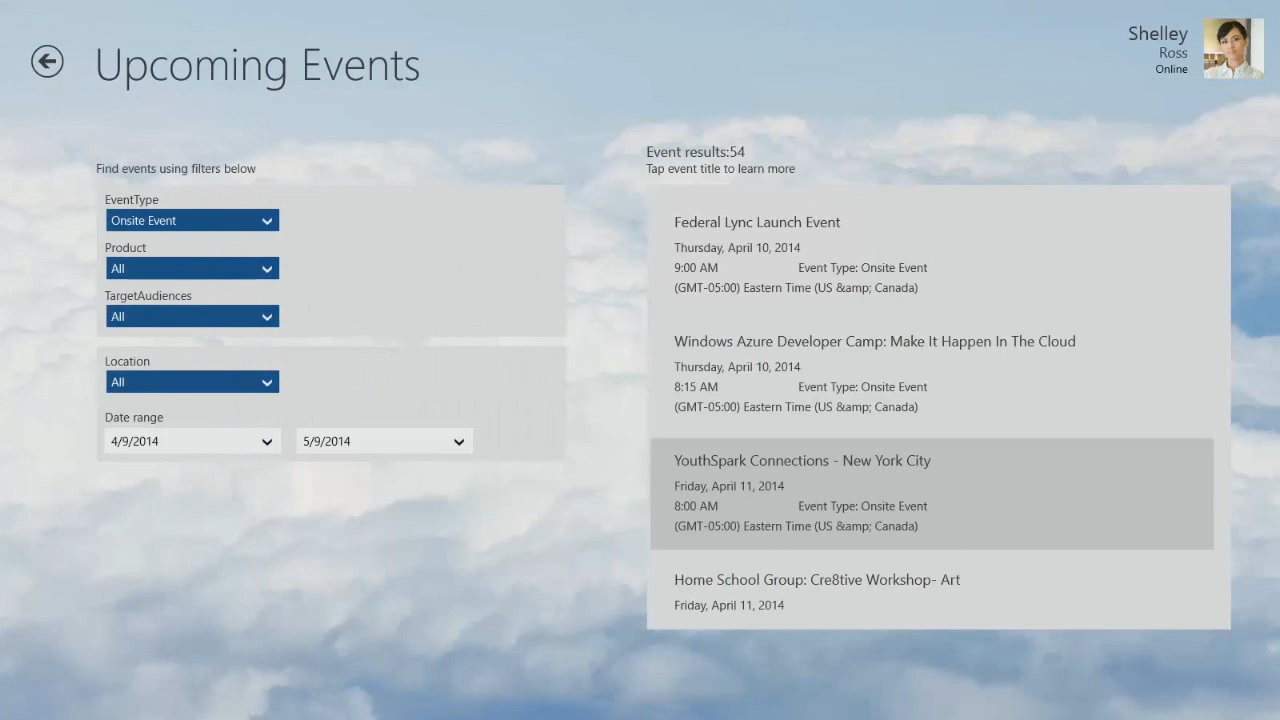 Upcoming Events
Shelley
Ross
Online
Find events using filters below
EventType
Onsite Event
Product
All
TargetAudiences
All
Location
All
Date range
4/9/2014 5/9/2014
Event results:54
Tap event title to learn more
Federal Lync Launch Event
Thursday, April 10, 2014
9:00 AM Event Type: Onsite Event
(GMT-05:00) Eastern Time (US &amp; Canada)
Windows Azure Developer Camp: Make It Happen In The Cloud
Thursday, April 10, 2014
8:15 AM Event Type: Onsite Event
(GMT-05:00) Eastern Time (US &amp; Canada)
YouthSpark Connections - New York City
Friday, April 11, 2014
8:00 AM Event Type: Onsite Event
(GMT-05:00) Eastern Time (US &amp; Canada)
Home School Group: Cre8tive Workshop- Art
Friday, April 11, 2014